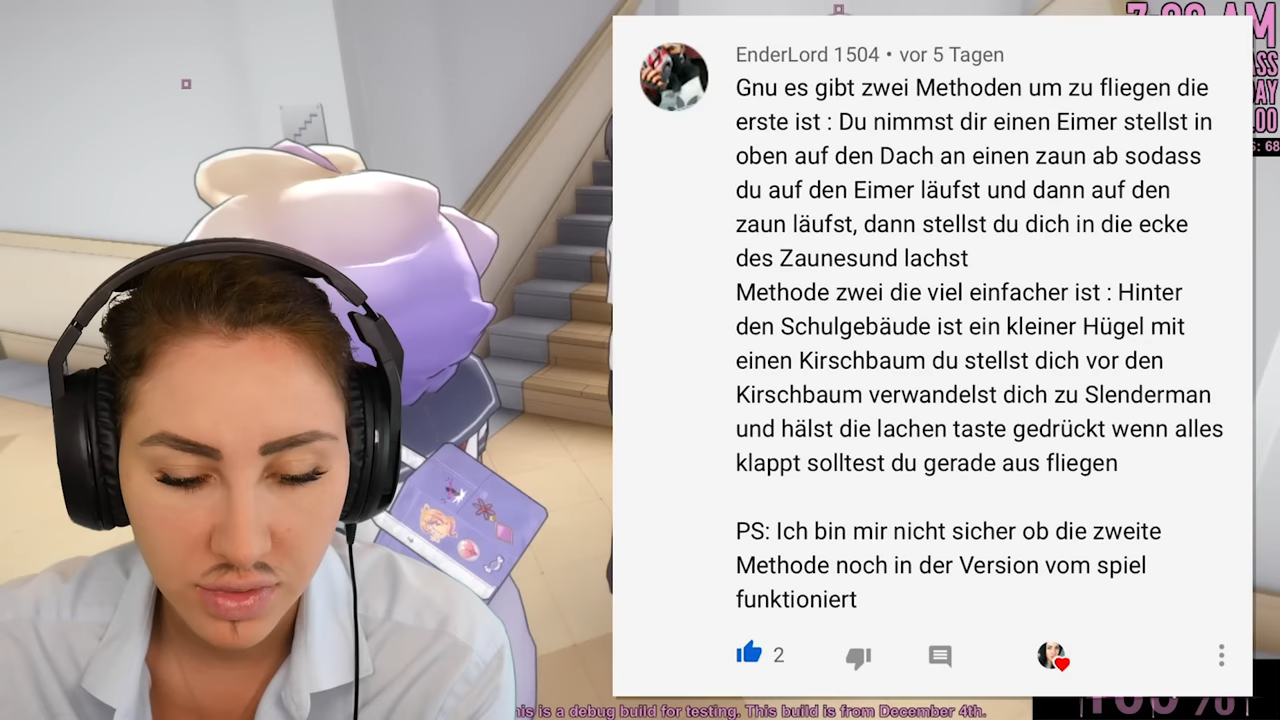 7:00 AM
EnderLord 1504 • vor 5 Tagen
Gnu es gibt zwei Methoden um zu fliegen die
erste ist : Du nimmst dir einen Eimer stellst in
oben auf den Dach an einen zaun ab sodass
du auf den Eimer läufst und dann auf den
zaun läufst, dann stellst du dich in die ecke
des Zaunesund lachst
Methode zwei die viel einfacher ist : Hinter
den Schulgebäude ist ein kleiner Hügel mit
einen Kirschbaum du stellst dich vor den
Kirschbaum verwandelst dich zu Slenderman
und hälst die lachen taste gedrückt wenn alles
klappt solltest du gerade aus fliegen
PS: Ich bin mir nicht sicher ob die zweite
Methode noch in der Version vom spiel
funktioniert
2
is is a debug build for testing. This build is from December 4th.